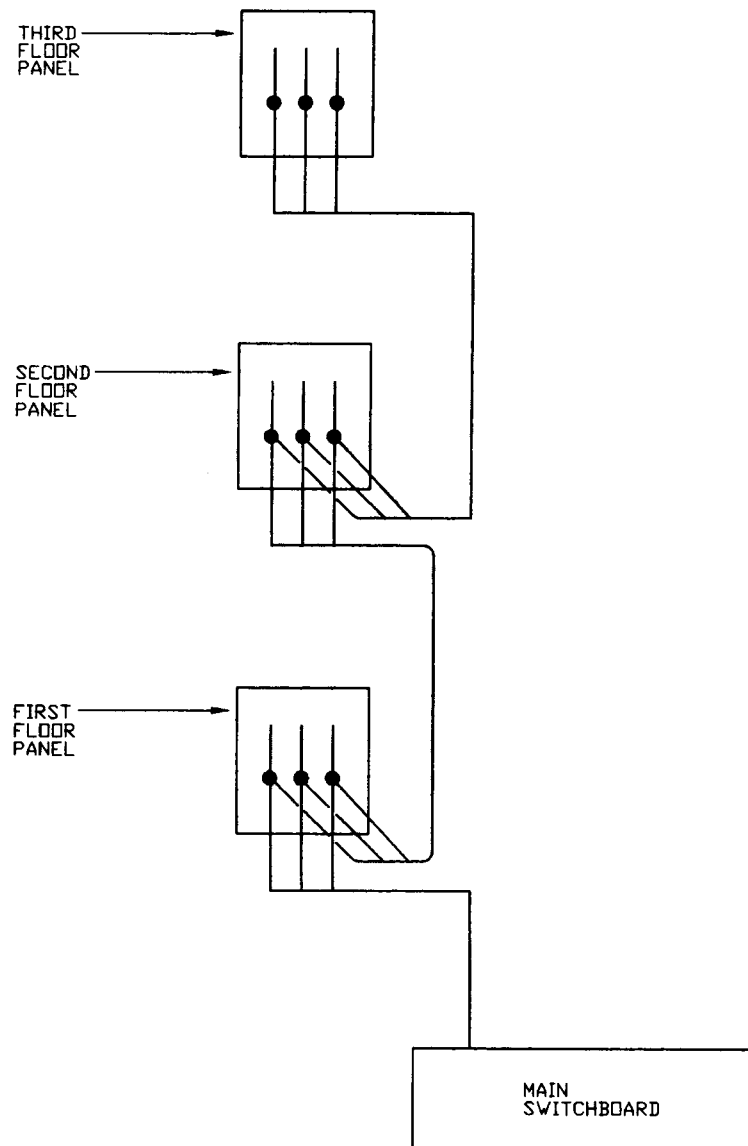 THIRD
FLOOR
PANEL
SECOND
FLOOR
PANEL
FIRST
FLOOR
PANEL
MAIN
SWITCHBOARD